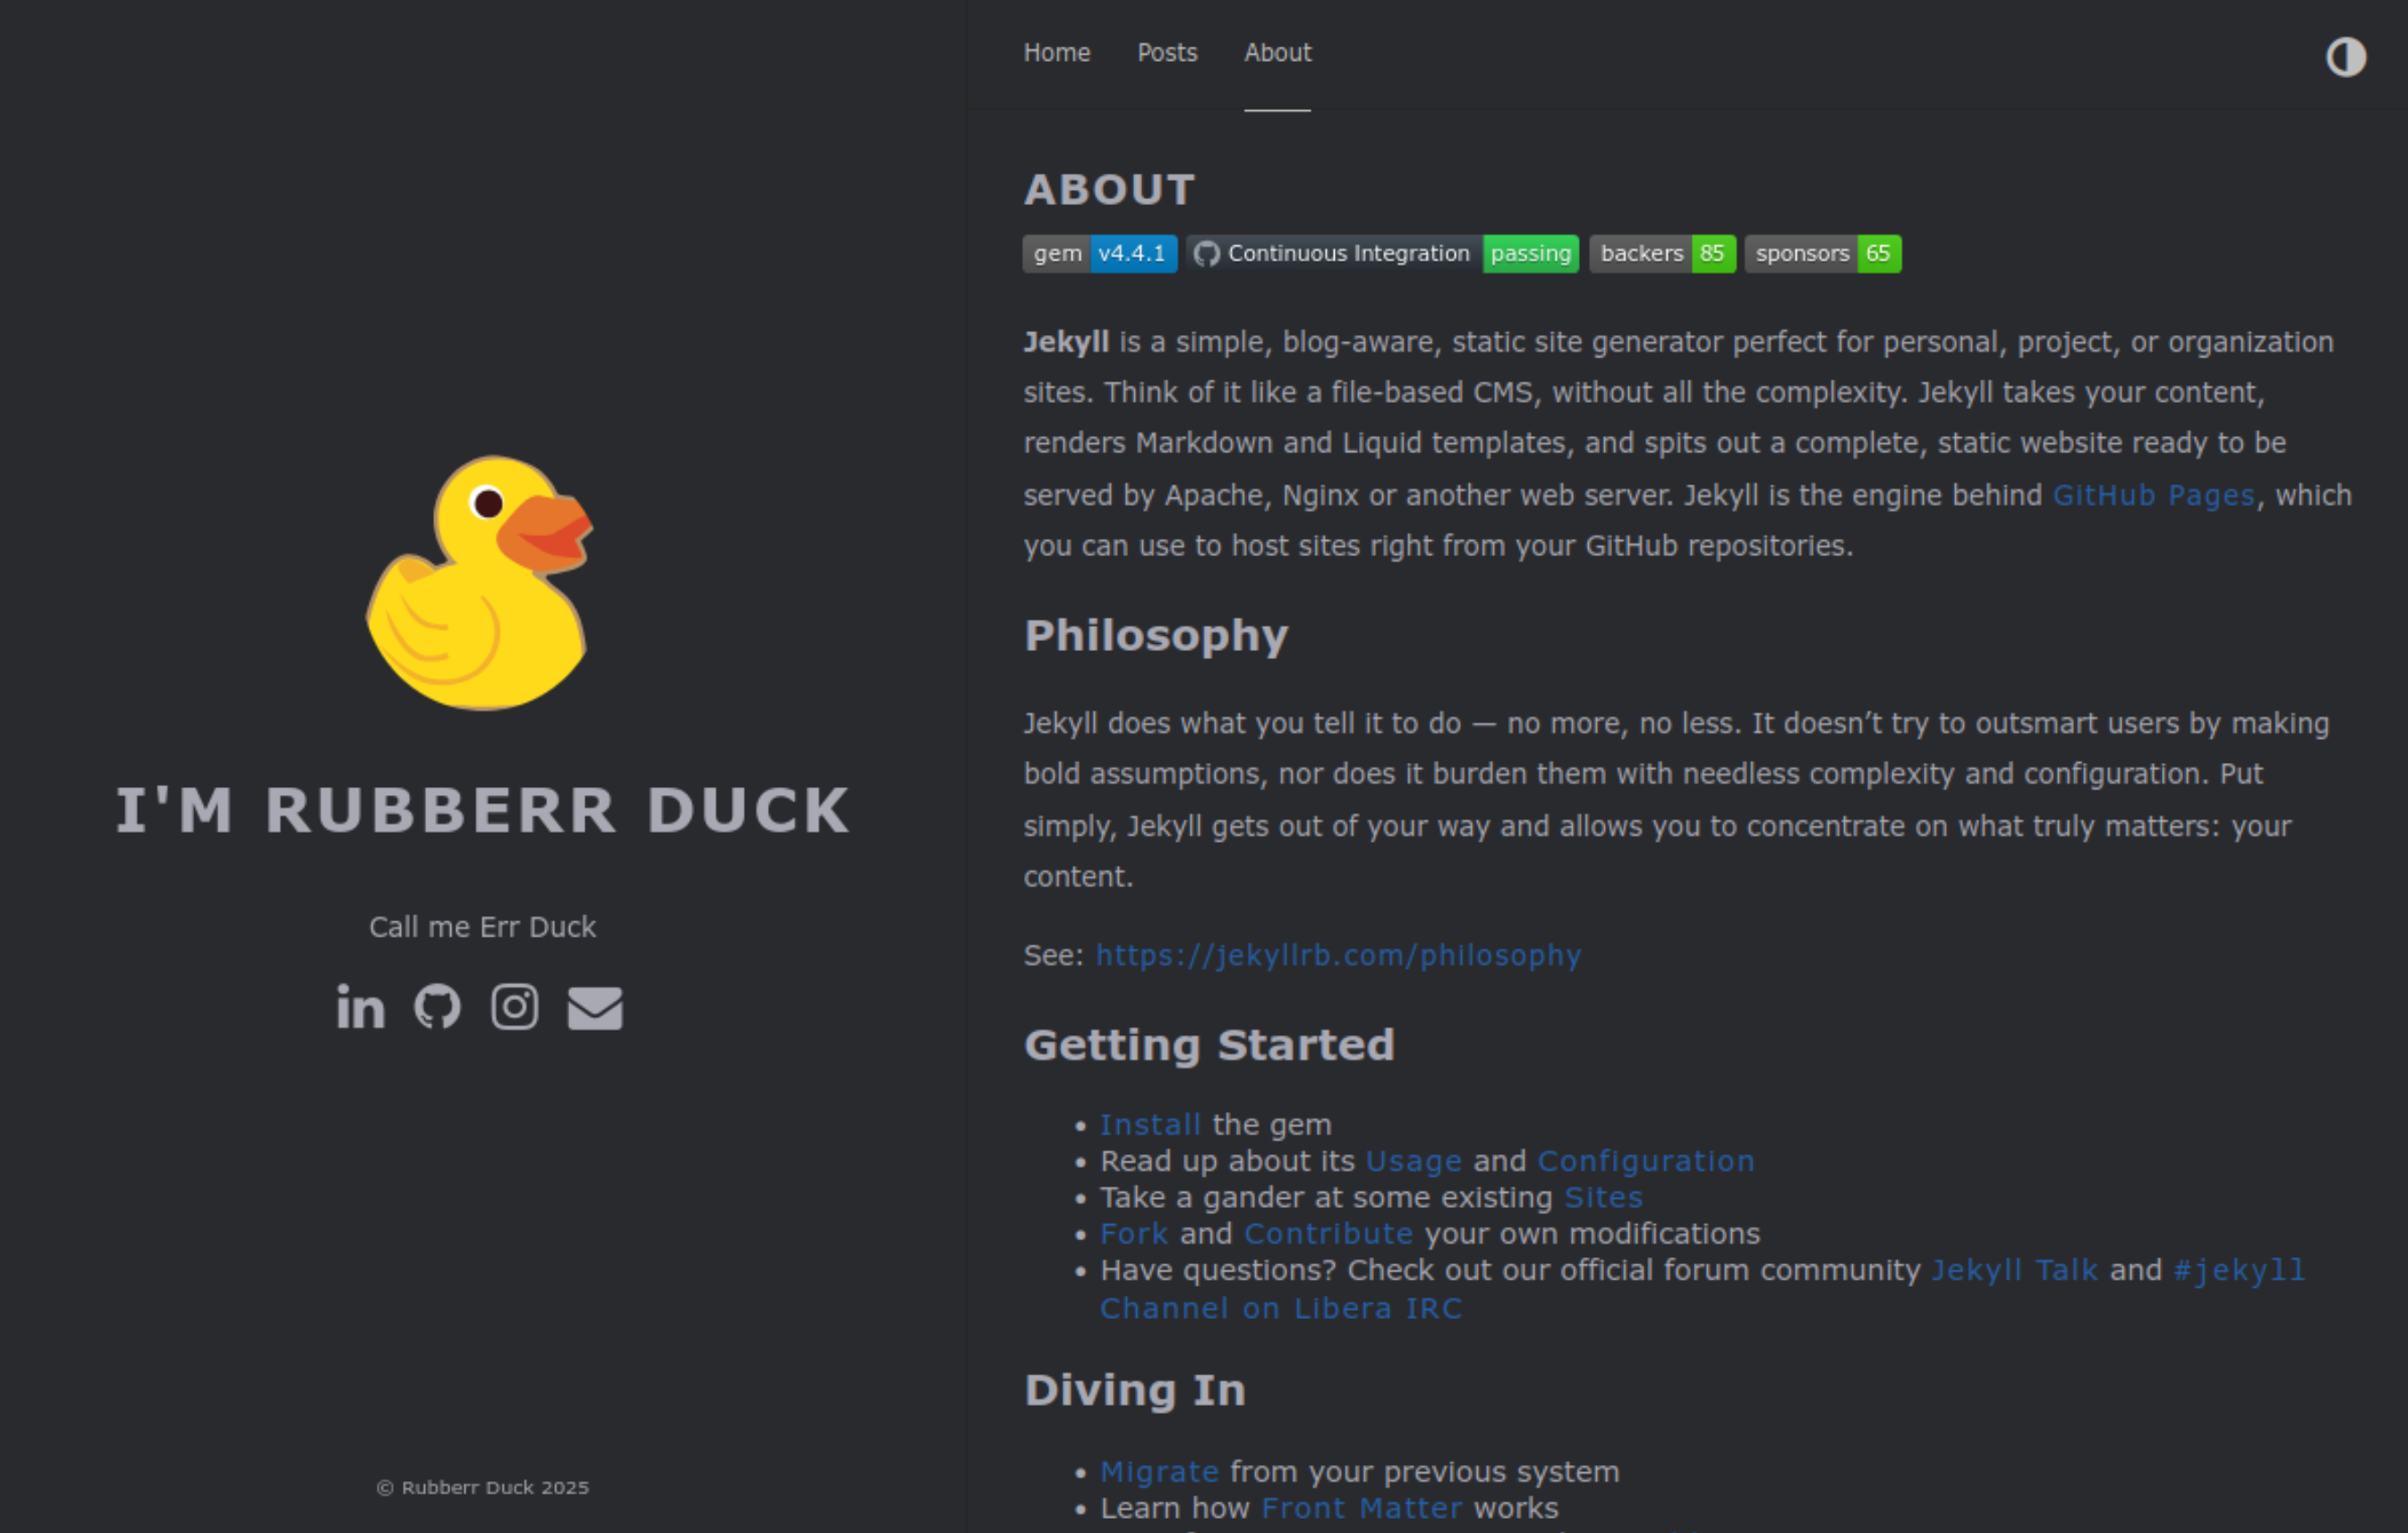 I'M RUBBERR DUCK
Call me Err Duck
© Rubberr Duck 2025
Home Posts About
ABOUT
gem v4.4.1 Continuous Integration passing backers 85 sponsors 65
Jekyll is a simple, blog-aware, static site generator perfect for personal, project, or organization
sites. Think of it like a file-based CMS, without all the complexity. Jekyll takes your content,
renders Markdown and Liquid templates, and spits out a complete, static website ready to be
served by Apache, Nginx or another web server. Jekyll is the engine behind GitHub Pages, which
you can use to host sites right from your GitHub repositories.
Philosophy
Jekyll does what you tell it to do — no more, no less. It doesn’t try to outsmart users by making
bold assumptions, nor does it burden them with needless complexity and configuration. Put
simply, Jekyll gets out of your way and allows you to concentrate on what truly matters: your
content.
See: https://jekyllrb.com/philosophy
Getting Started
• Install the gem
• Read up about its Usage and Configuration
• Take a gander at some existing Sites
• Fork and Contribute your own modifications
• Have questions? Check out our official forum community Jekyll Talk and #jekyll
Channel on Libera IRC
Diving In
• Migrate from your previous system
• Learn how Front Matter works